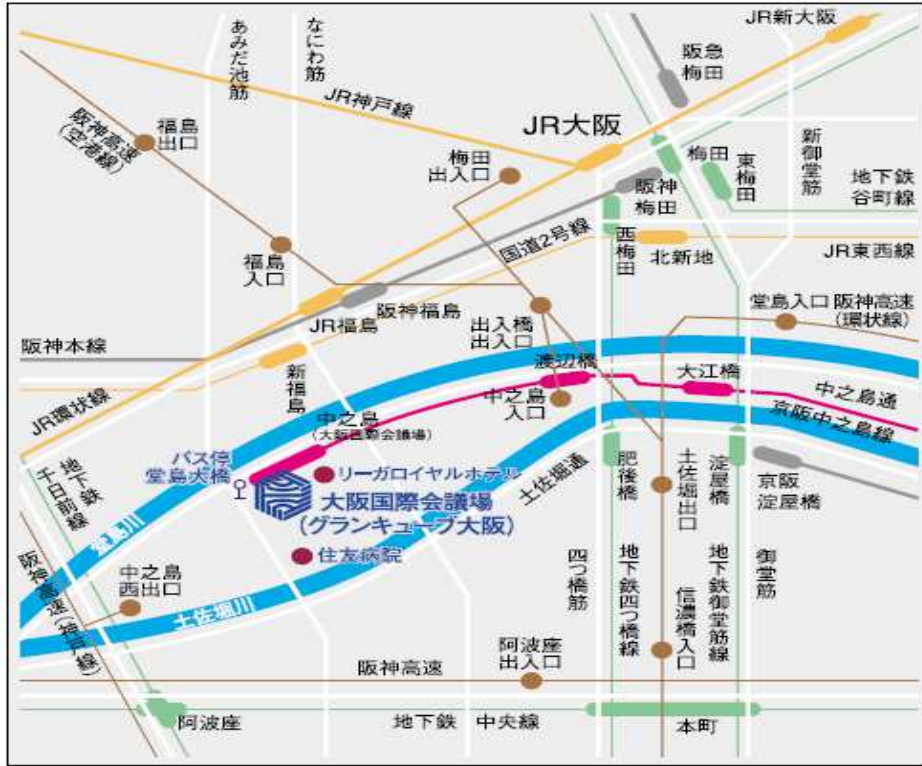 JR新大阪
阪急
梅田
あみだ池筋
なにわ筋
JR神戸線
JR大阪
新御堂筋
阪神高速
(空港線)
福島
出口
梅田
出入口
梅田
東梅田
阪神
梅田
地下鉄
谷町線
西梅田
国道2号線
北新地
JR東西線
福島
入口
阪神福島
JR福島
堂島入口
阪神高速
(環状線)
出入橋
出入口
阪神本線
新福島
渡辺橋
大江橋
中之島
入口
中之島通
京阪中之島線
JR環状線
中之島
(大阪国際会議場)
バス停
堂島大橋
リーガロイヤルホテル
大阪国際会議場
(グランキューブ大阪)
土佐堀通
肥後橋
土佐堀出口
淀屋橋
京阪
淀屋橋
地下鉄
千日前線
堂島川
住友病院
中之島
西出口
阪神高速(神戸線)
土佐堀川
四つ橋筋
地下鉄四つ橋線
信濃橋入口
地下鉄御堂筋線
御堂筋
阿波座
出入口
阪神高速
阿波座
地下鉄 中央線
本町